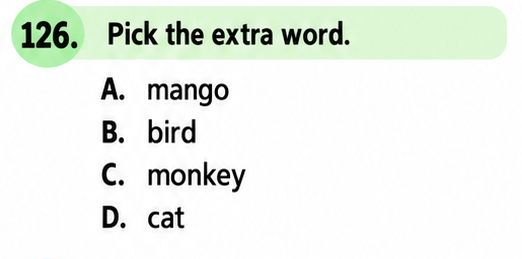 126. Pick the extra word.
A. mango
B. bird
C. monkey
D. cat